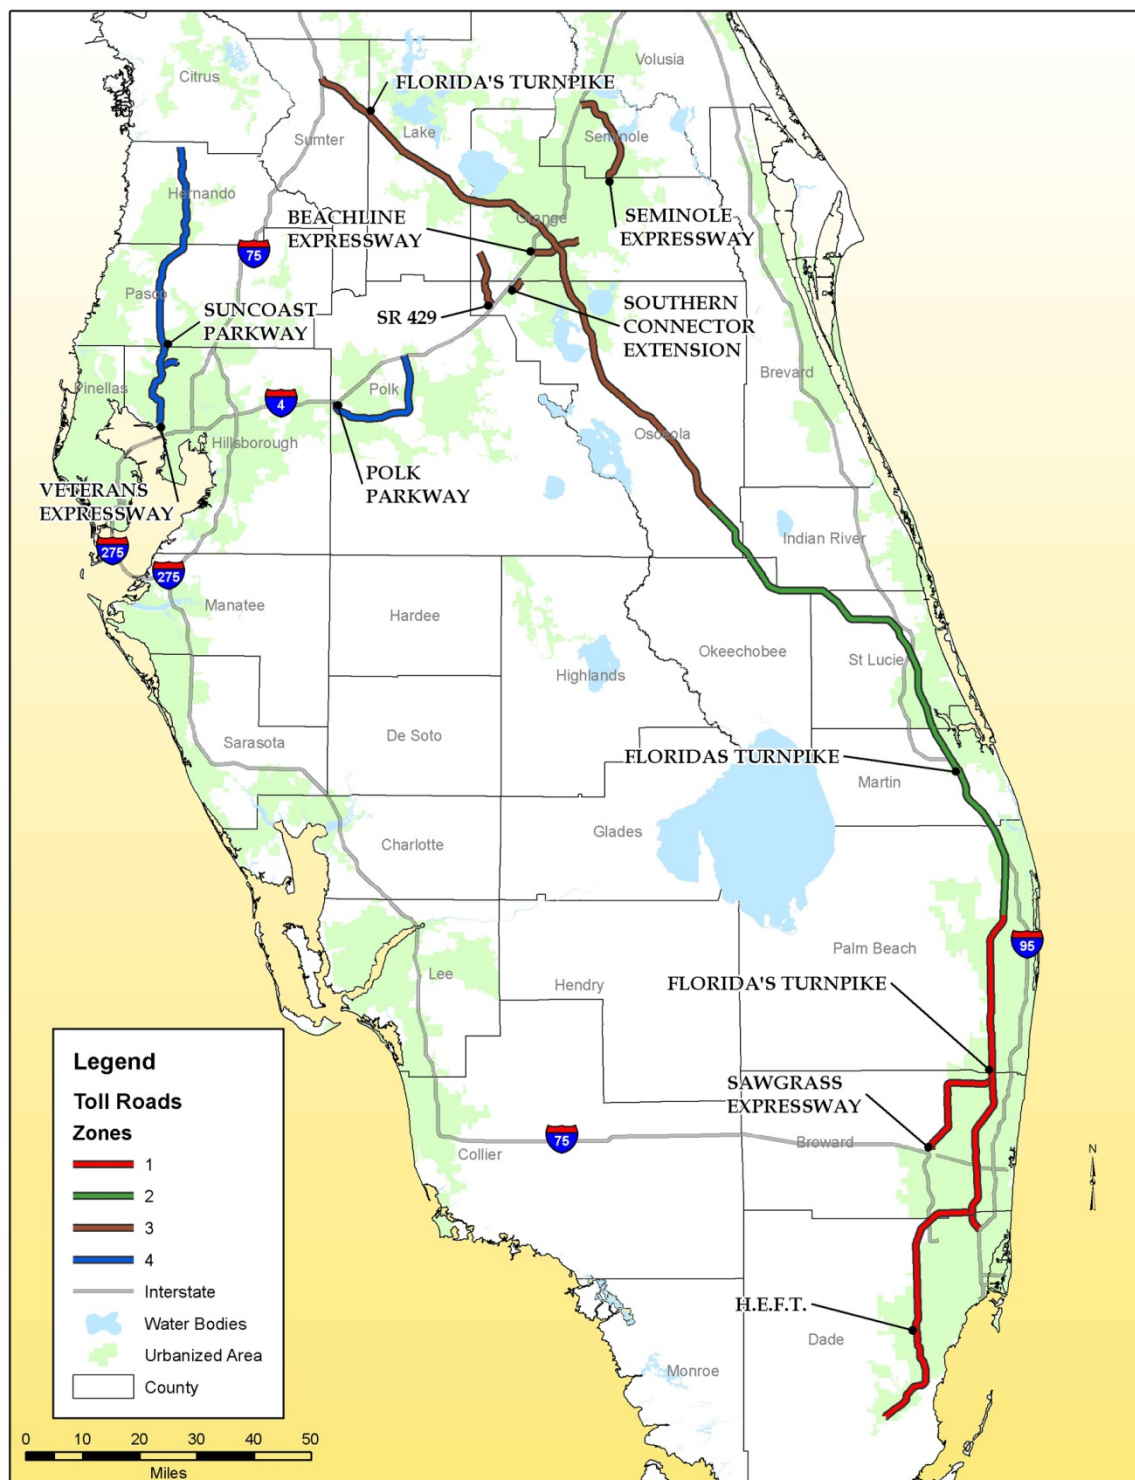 Volusia
Citrus
FLORIDA'S TURNPIKE
Lake
Seminole
Sumter
Hernando
BEACHLINE
EXPRESSWAY
Orange
SEMINOLE
EXPRESSWAY
75
Pasco
SUNCOAST
PARKWAY
SR 429
SOUTHERN
CONNECTOR
EXTENSION
Brevard
Pinellas
4
Polk
Hillsborough
Osceola
POLK
PARKWAY
VETERANS
EXPRESSWAY
275
275
Indian River
Manatee
Hardee
Okeechobee
St Lucie
Highlands
Sarasota
De Soto
FLORIDAS TURNPIKE
Martin
Charlotte
Glades
Palm Beach
95
Lee
Hendry
FLORIDA'S TURNPIKE
SAWGRASS
EXPRESSWAY
75
Collier
Broward
N
H.E.F.T.
Dade
Monroe
Legend
Toll Roads
Zones
1
2
3
4
Interstate
Water Bodies
Urbanized Area
County
0 10 20 30 40 50
Miles